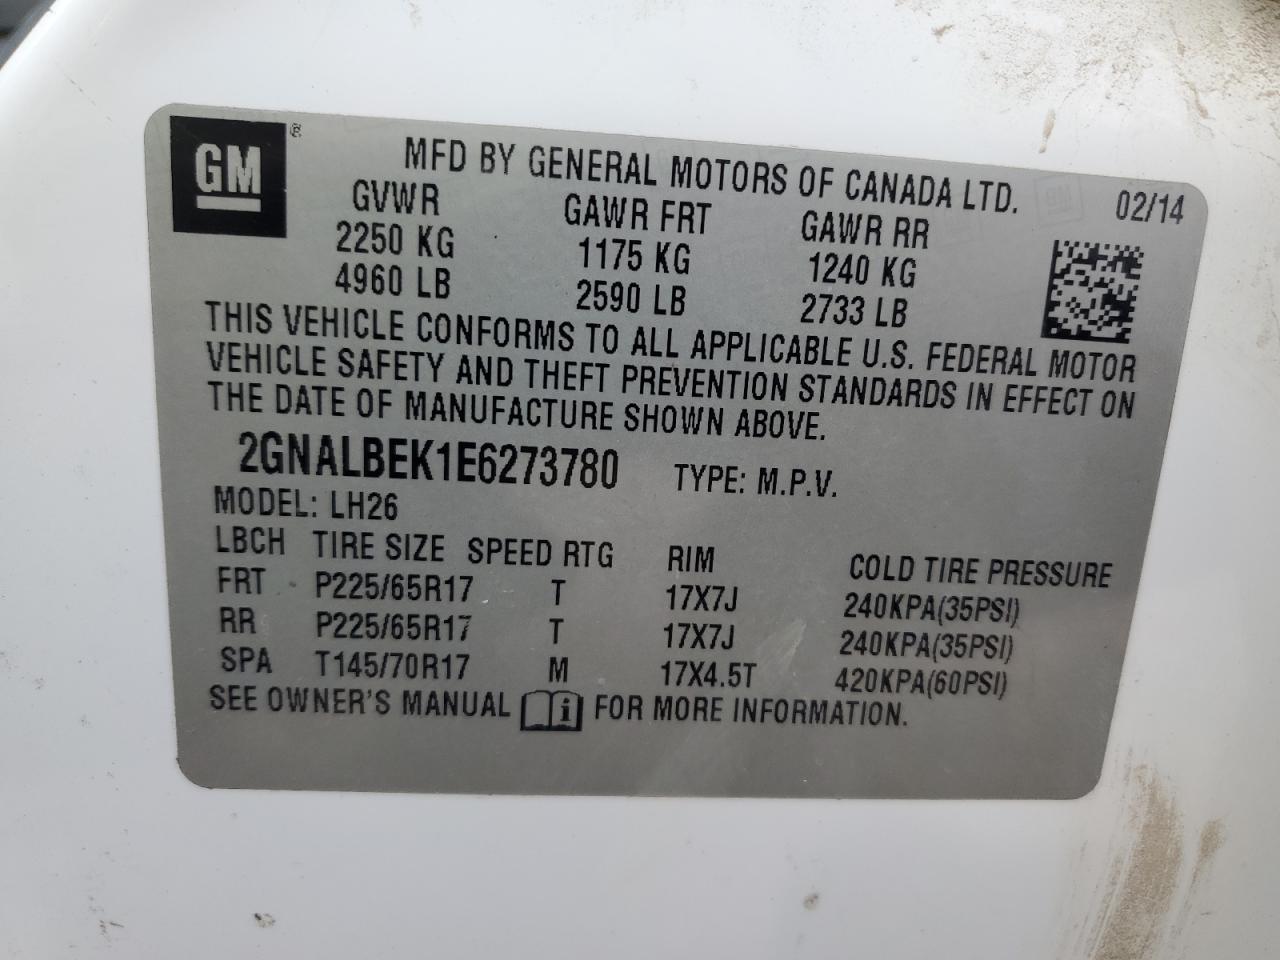 GM ®
MFD BY GENERAL MOTORS OF CANADA LTD. 02/14
GVWR GAWR FRT GAWR RR
2250 KG 1175 KG 1240 KG
4960 LB 2590 LB 2733 LB
THIS VEHICLE CONFORMS TO ALL APPLICABLE U.S. FEDERAL MOTOR
VEHICLE SAFETY AND THEFT PREVENTION STANDARDS IN EFFECT ON
THE DATE OF MANUFACTURE SHOWN ABOVE.
2GNALBEK1E6273780 TYPE: M.P.V.
MODEL: LH26
LBCH TIRE SIZE SPEED RTG RIM COLD TIRE PRESSURE
FRT P225/65R17 T 17X7J 240KPA(35PSI)
RR P225/65R17 T 17X7J 240KPA(35PSI)
SPA T145/70R17 M 17X4.5T 420KPA(60PSI)
SEE OWNER'S MANUAL i FOR MORE INFORMATION.